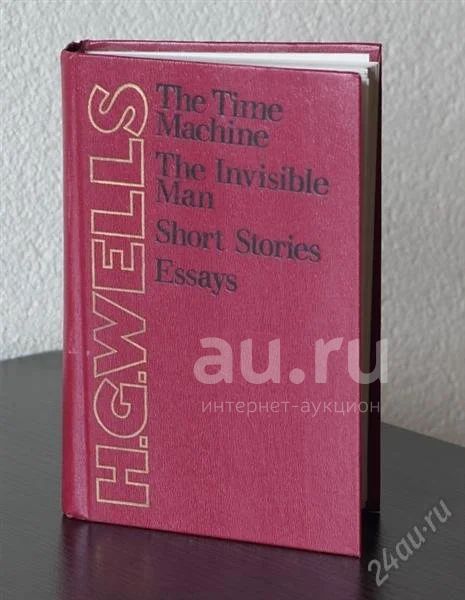 H.G.WELLS
The Time
Machine
The Invisible
Man
Short Stories
Essays
au.ru
интернет-аукцион
24au.ru